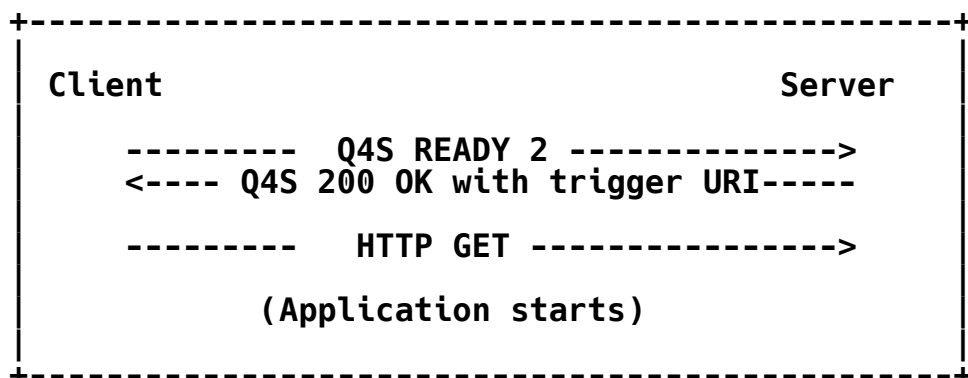 Client Server
--------- Q4S READY 2 -------------->
<---- Q4S 200 OK with trigger URI-----
--------- HTTP GET ---------------->
(Application starts)